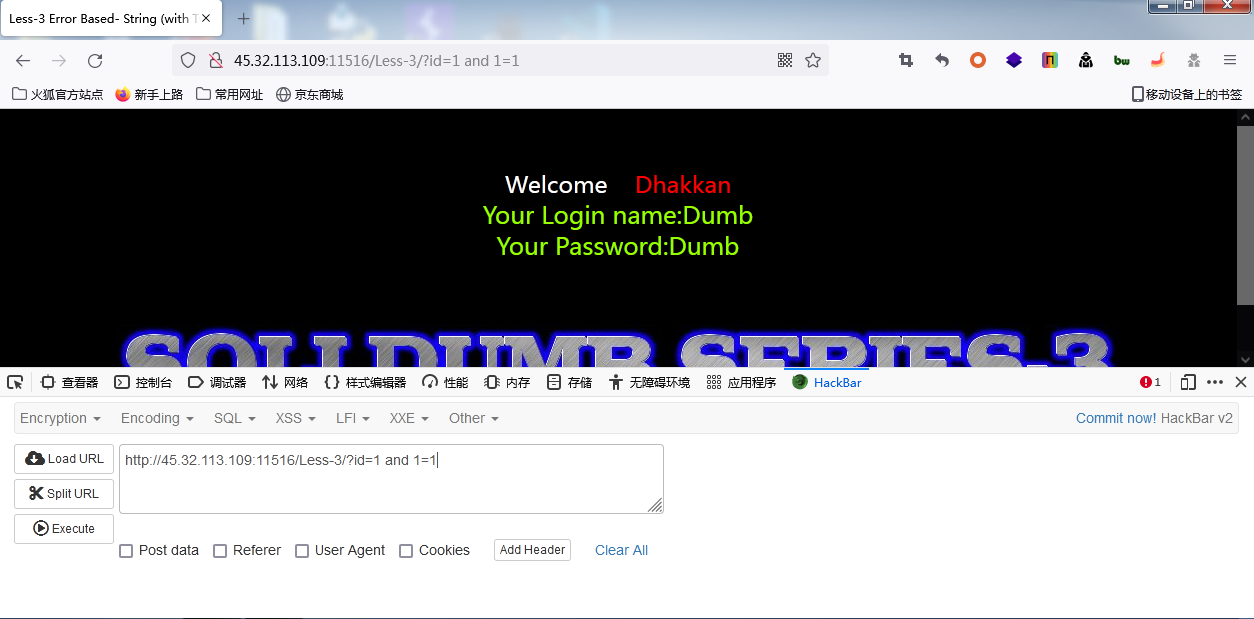 Less-3 Error Based- String (with T
45.32.113.109:11516/Less-3/?id=1 and 1=1
火狐官方站点 新手上路 常用网址 京东商城 移动设备上的书签
Welcome Dhakkan
Your Login name:Dumb
Your Password:Dumb
SQLI DUMB SERIES-3
查看器 控制台 调试器 网络 样式编辑器 性能 内存 存储 无障碍环境 应用程序 HackBar 1
Encryption Encoding SQL XSS LFI XXE Other Commit now! HackBar v2
Load URL http://45.32.113.109:11516/Less-3/?id=1 and 1=1
Split URL
Execute
Post data Referer User Agent Cookies Add Header Clear All